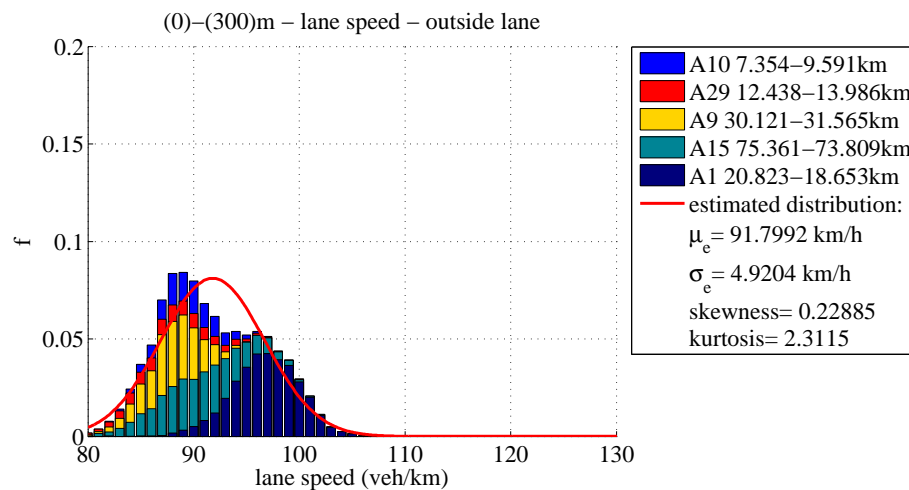 (0)−(300)m − lane speed − outside lane
0.2
0.15
0.1
0.05
0
f
80
90
100
110
120
130
lane speed (veh/km)
A10 7.354−9.591km
A29 12.438−13.986km
A9 30.121−31.565km
A15 75.361−73.809km
A1 20.823−18.653km
estimated distribution:
μe= 91.7992 km/h
σe= 4.9204 km/h
skewness= 0.22885
kurtosis= 2.3115